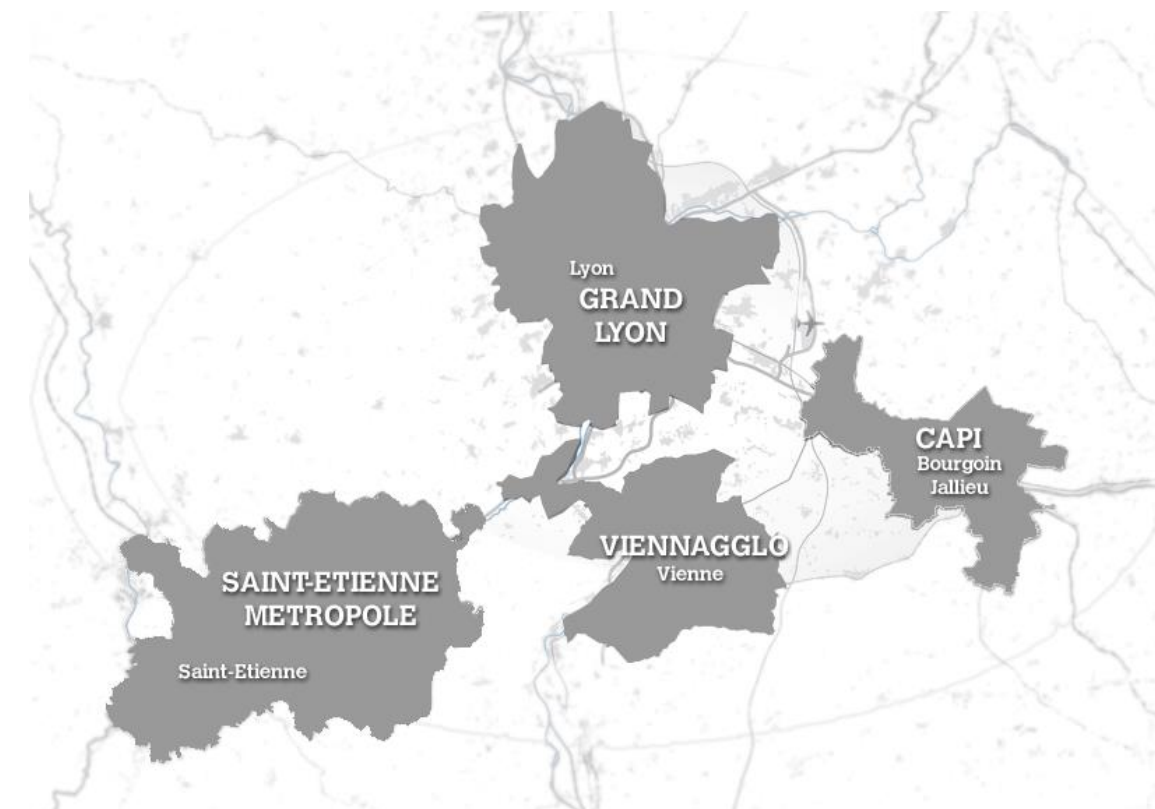 Lyon
GRAND
LYON
CAPI
Bourgoin
Jallieu
VIENNAGGLO
Vienne
SAINT-ETIENNE
METROPOLE
Saint-Etienne